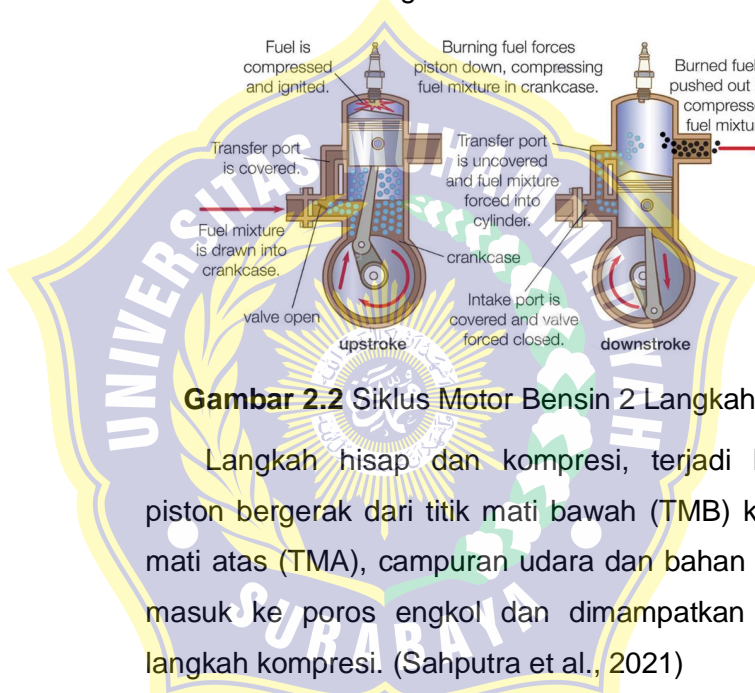 Fuel is
compressed
and ignited.
Burning fuel forces
piston down, compressing
fuel mixture in crankcase.
Burned fuel
pushed out
compress
fuel mixtu
Transfer port
is covered.
Transfer port
is uncovered
and fuel mixture
forced into
cylinder.
Fuel mixture
is drawn into
crankcase.
crankcase
valve open
Intake port is
covered and valve
forced closed.
upstroke
downstroke
Gambar 2.2 Siklus Motor Bensin 2 Langkah
Langkah hisap dan kompresi, terjadi
piston bergerak dari titik mati bawah (TMB) k
mati atas (TMA), campuran udara dan bahan
masuk ke poros engkol dan dimampatkan
langkah kompresi. (Sahputra et al., 2021)
UNIVERSITAS MUHAMMADIYAH
SURABAYA